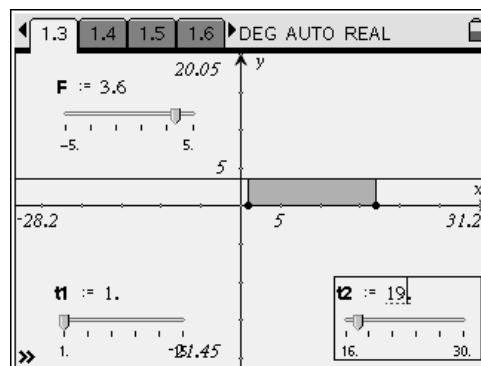 1.3 1.4 1.5 1.6 DEG AUTO REAL
20.05 y
F := 3.6
-5. 5.
5
x
-28.2 5 31.2
t1 := 1.
1.
t2 := 19.
16. 30.